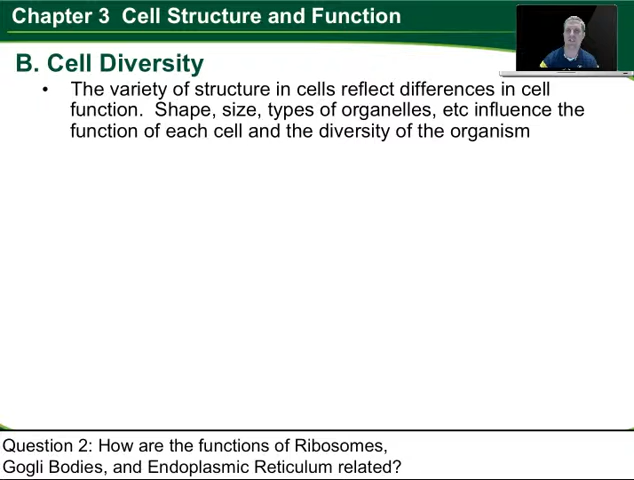 Chapter 3 Cell Structure and Function
B. Cell Diversity
• The variety of structure in cells reflect differences in cell
function. Shape, size, types of organelles, etc influence the
function of each cell and the diversity of the organism
Question 2: How are the functions of Ribosomes,
Gogli Bodies, and Endoplasmic Reticulum related?